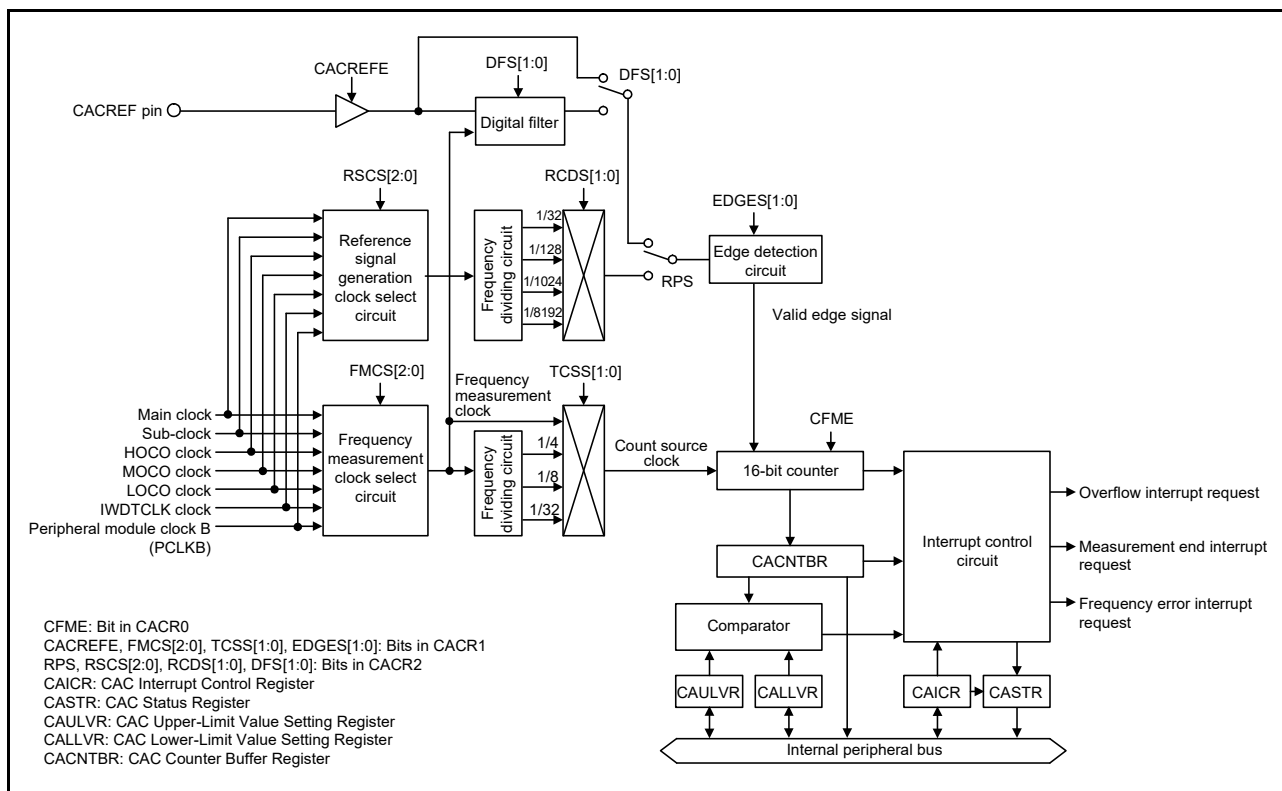 CACREFE
DFS[1:0]
DFS[1:0]
CACREF pin
Digital filter
RSCS[2:0]
RCDS[1:0]
EDGES[1:0]
Reference
signal
generation
clock select
circuit
Frequency
dividing circuit
1/32
1/128
1/1024
1/8192
RPS
Edge detection
circuit
Valid edge signal
FMCS[2:0]
Frequency
measurement
clock
TCSS[1:0]
Main clock
Sub-clock
HOCO clock
MOCO clock
LOCO clock
IWDTCLK clock
Peripheral module clock B
(PCLKB)
Frequency
measurement
clock select
circuit
Frequency
dividing circuit
1/4
1/8
1/32
Count source
clock
CFME
16-bit counter
CACNTBR
Comparator
Interrupt control
circuit
Overflow interrupt request
Measurement end interrupt
request
Frequency error interrupt
request
CAULVR
CALLVR
CAICR
CASTR
Internal peripheral bus
CFME: Bit in CACR0
CACREFE, FMCS[2:0], TCSS[1:0], EDGES[1:0]: Bits in CACR1
RPS, RSCS[2:0], RCDS[1:0], DFS[1:0]: Bits in CACR2
CAICR: CAC Interrupt Control Register
CASTR: CAC Status Register
CAULVR: CAC Upper-Limit Value Setting Register
CALLVR: CAC Lower-Limit Value Setting Register
CACNTBR: CAC Counter Buffer Register